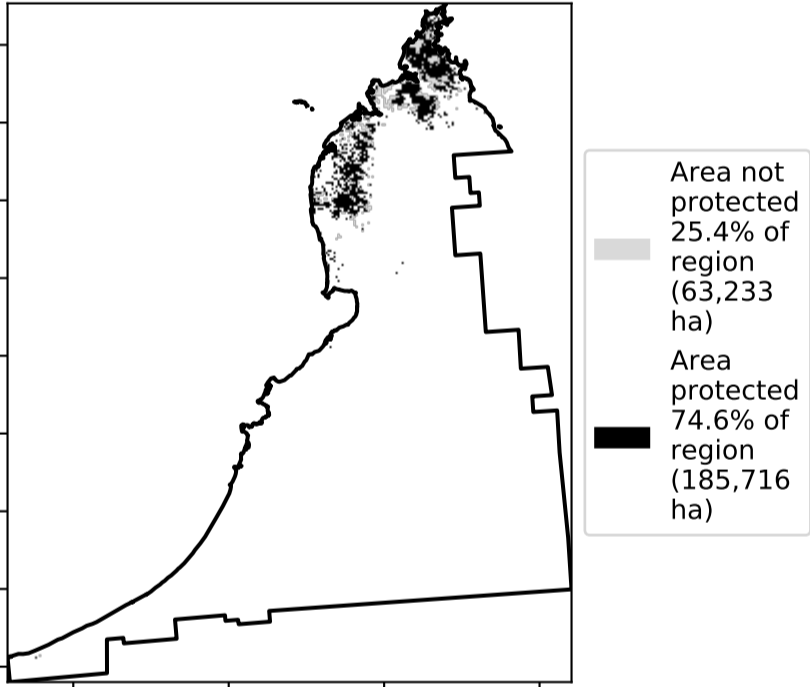 Area not
protected
25.4% of
region
(63,233
ha)
Area
protected
74.6% of
region
(185,716
ha)